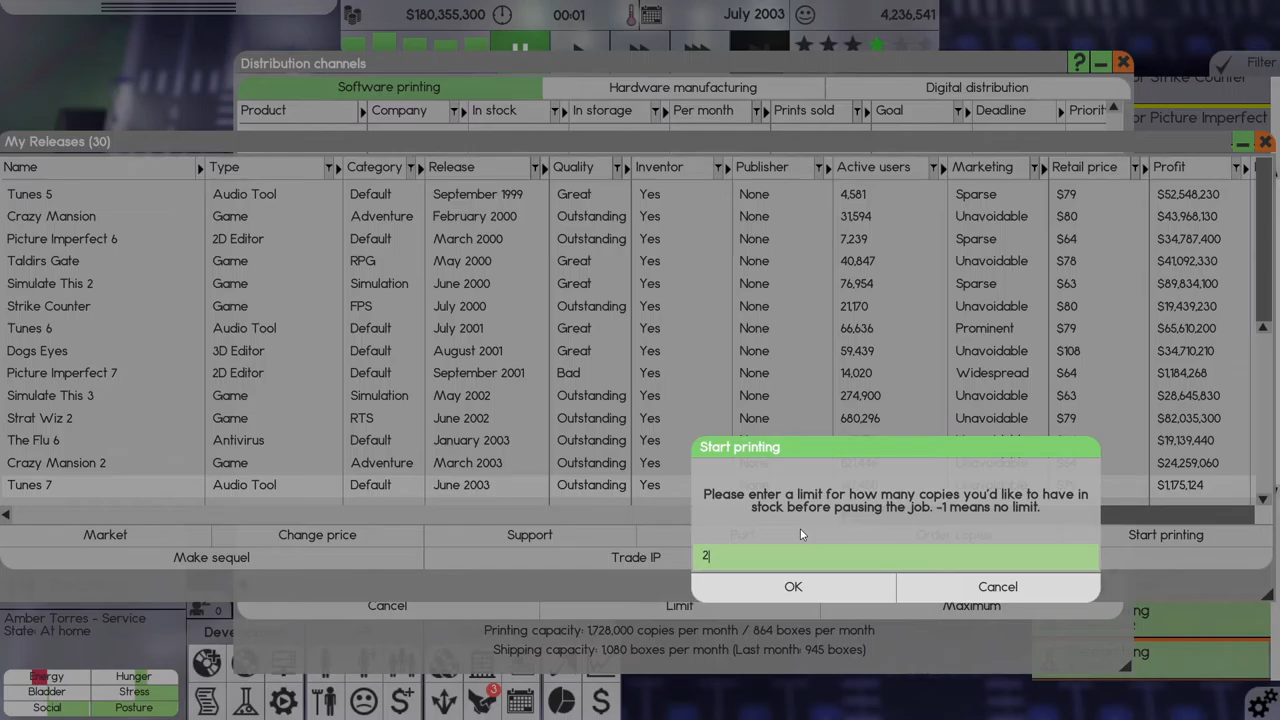 $180,355,300 00:01 July 2003 4,236,541
Distribution channels
Filter
Software printing Hardware manufacturing Digital distribution
Product Company In stock In storage Per month Prints sold Goal Deadline Priorit
or Strike Counter
or Picture Imperfect
My Releases (30)
Name Type Category Release Quality Inventor Publisher Active users Marketing Retail price Profit
Tunes 5 Audio Tool Default September 1999 Great Yes None 4,581 Sparse $79 $52,548,230
Crazy Mansion Game Adventure February 2000 Outstanding Yes None 31,594 Unavoidable $80 $43,968,130
Picture Imperfect 6 2D Editor Default March 2000 Outstanding Yes None 7,239 Sparse $64 $34,787,400
Taldirs Gate Game RPG May 2000 Great Yes None 40,847 Unavoidable $78 $41,092,330
Simulate This 2 Game Simulation June 2000 Outstanding Yes None 76,954 Sparse $63 $89,834,100
Strike Counter Game FPS July 2000 Outstanding Yes None 21,170 Unavoidable $80 $19,439,230
Tunes 6 Audio Tool Default July 2001 Great Yes None 66,636 Prominent $79 $65,610,200
Dogs Eyes 3D Editor Default August 2001 Great Yes None 59,439 Unavoidable $108 $34,710,210
Picture Imperfect 7 2D Editor Default September 2001 Bad Yes None 14,020 Widespread $64 $1,184,268
Simulate This 3 Game Simulation May 2002 Outstanding Yes None 274,900 Unavoidable $63 $28,645,830
Strat Wiz 2 Game RTS June 2002 Outstanding Yes None 680,296 Unavoidable $79 $82,035,300
The Flu 6 Antivirus Default January 2003 Outstanding Yes $19,139,440
Crazy Mansion 2 Game Adventure March 2003 Outstanding Yes $24,259,060
Tunes 7 Audio Tool Default June 2003 Outstanding Yes $1,175,124
Start printing
Please enter a limit for how many copies you'd like to have in
stock before pausing the job. -1 means no limit.
2
OK Cancel
Market Change price Support Port Order copies Start printing
Make sequel Trade IP
Cancel Limit Maximum
Printing capacity: 1,728,000 copies per month / 864 boxes per month
Shipping capacity: 1,080 boxes per month (Last month: 945 boxes)
Amber Torres - Service
State: At home
Energy Hunger
Bladder Stress
Social Posture
0
3